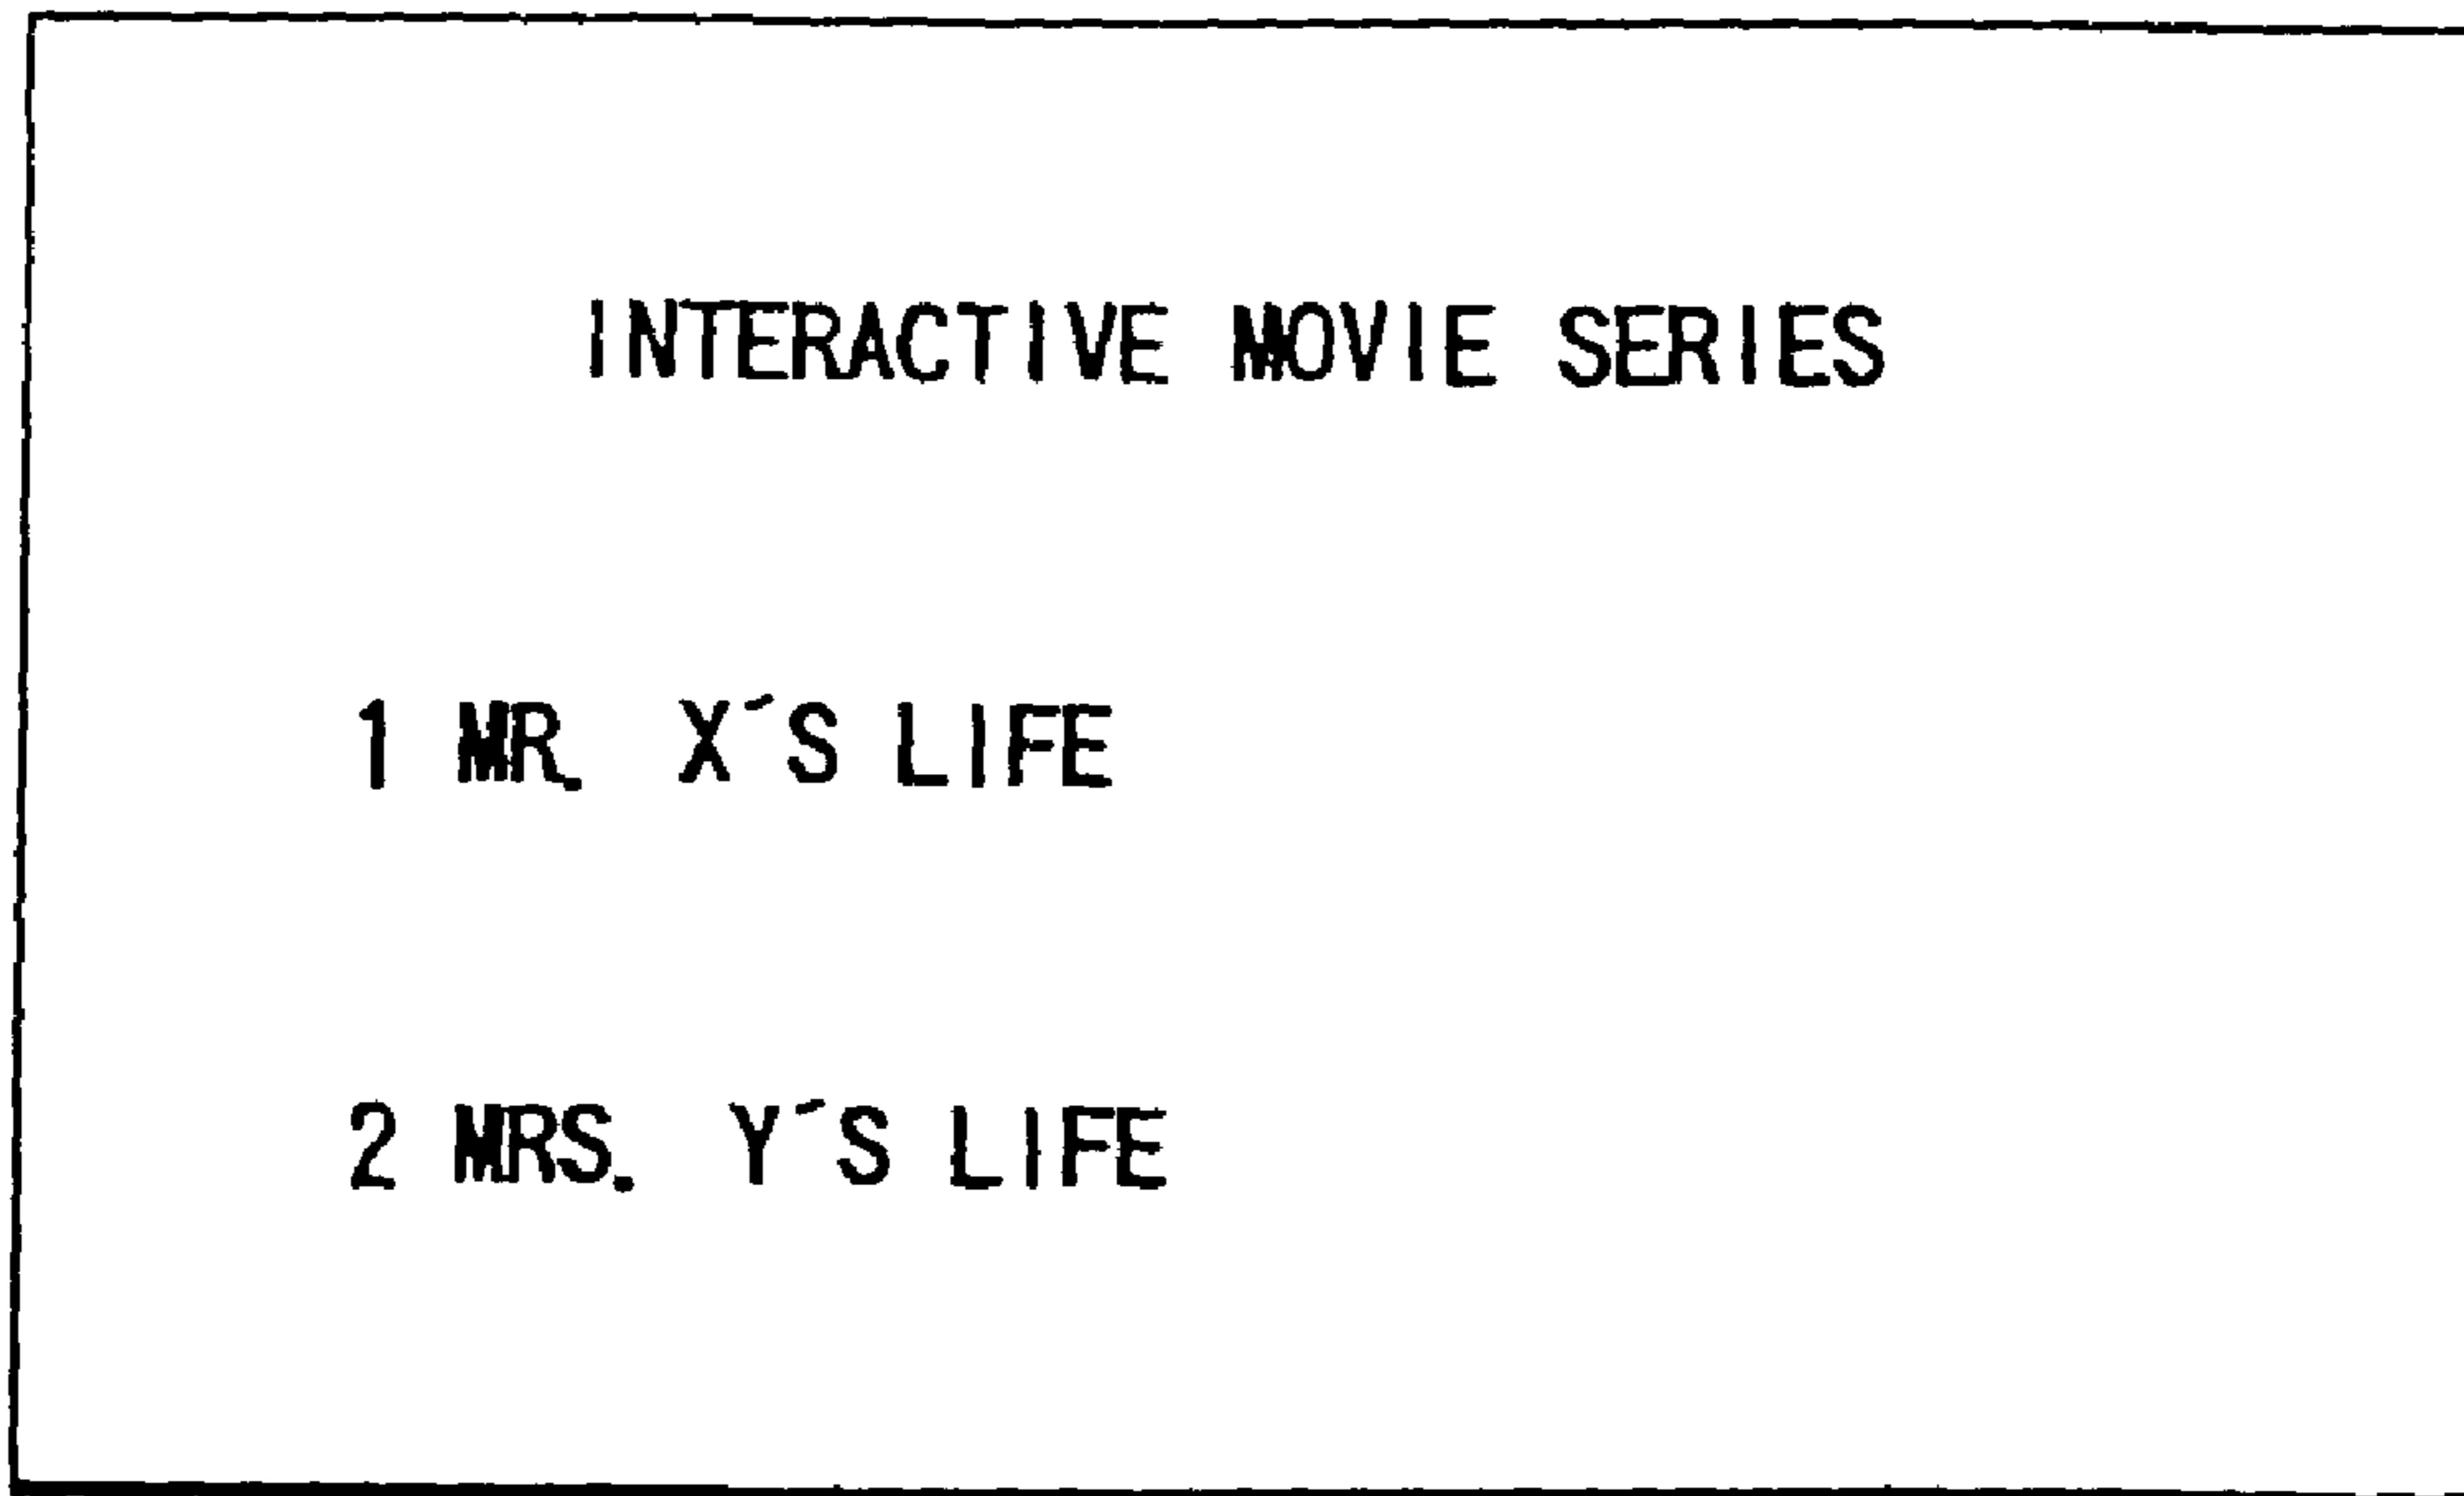 INTERACTIVE MOVIE SERIES
1 MR. X´S LIFE
2 MRS. Y´S LIFE